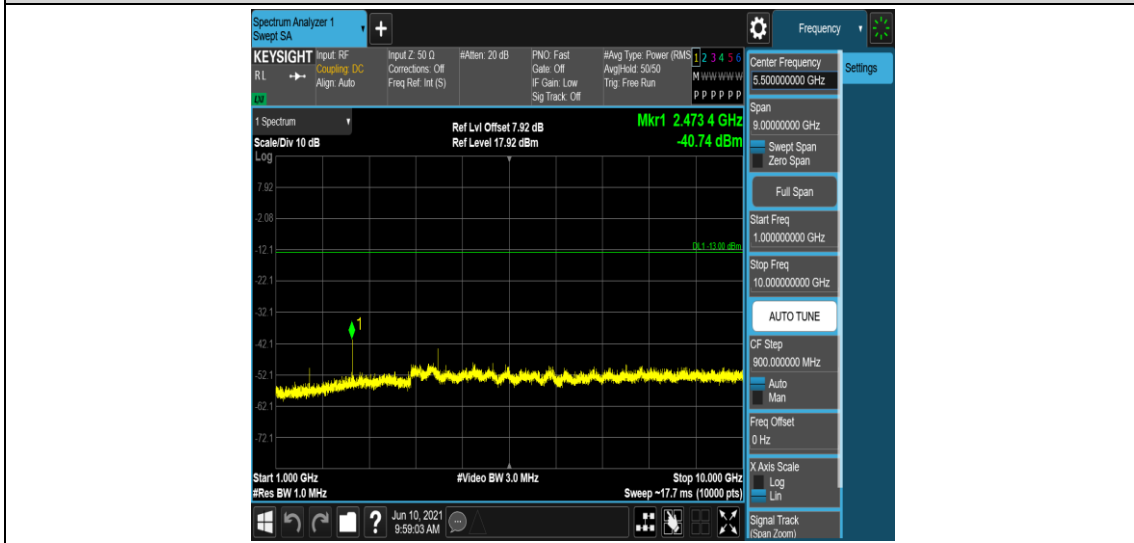 Spectrum Analyzer 1
Swept SA
+
Frequency
KEYSIGHT
RL
Input: RF
Coupling: DC
Align: Auto
Input Z: 50 Ω
Corrections: Off
Freq Ref: Int (S)
#Atten: 20 dB
PNO: Fast
Gate: Off
IF Gain: Low
Sig Track: Off
#Avg Type: Power (RMS
Avg|Hold: 50/50
Trig: Free Run
1 2 3 4 5 6
M W W W W W
P P P P P P
1 Spectrum
Scale/Div 10 dB
Log
Ref Lvl Offset 7.92 dB
Ref Level 17.92 dBm
Mkr1 2.473 4 GHz
-40.74 dBm
7.92
-2.08
-12.1
-22.1
-32.1
-42.1
-52.1
-62.1
-72.1
DL1 -13.00 dBm
1
Start 1.000 GHz
#Res BW 1.0 MHz
#Video BW 3.0 MHz
Stop 10.000 GHz
Sweep ~17.7 ms (10000 pts)
?
Jun 10, 2021
9:59:03 AM
Center Frequency
5.500000000 GHz
Settings
Span
9.00000000 GHz
Swept Span
Zero Span
Full Span
Start Freq
1.000000000 GHz
Stop Freq
10.000000000 GHz
AUTO TUNE
CF Step
900.000000 MHz
Auto
Man
Freq Offset
0 Hz
X Axis Scale
Log
Lin
Signal Track
(Span Zoom)